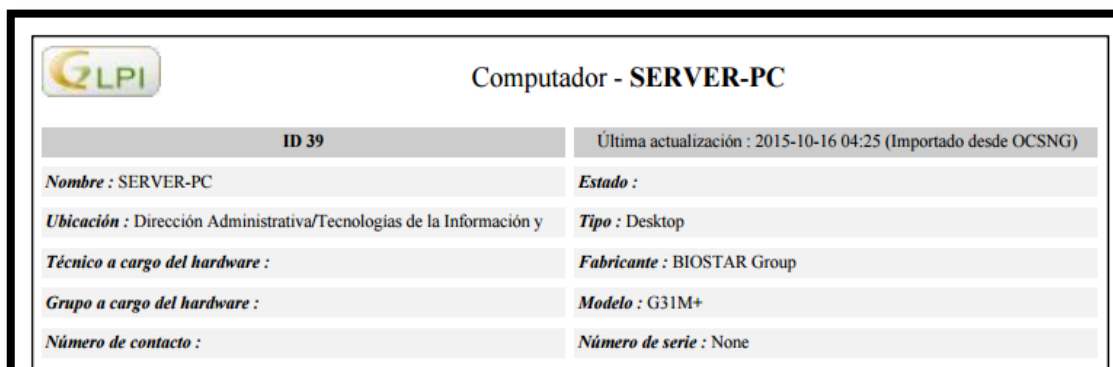 GLPI
Computador - SERVER-PC
ID 39
Última actualización : 2015-10-16 04:25 (Importado desde OCSNG)
Nombre : SERVER-PC
Estado :
Ubicación : Dirección Administrativa/Tecnologías de la Información y
Tipo : Desktop
Técnico a cargo del hardware :
Fabricante : BIOSTAR Group
Grupo a cargo del hardware :
Modelo : G31M+
Número de contacto :
Número de serie : None